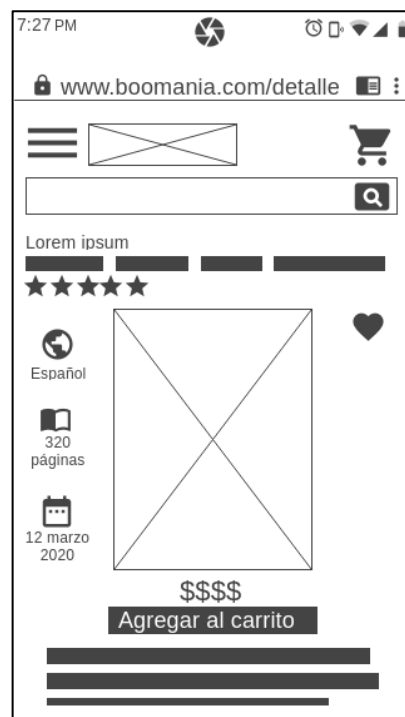 7:27 PM
www.boomania.com/detalle
Lorem ipsum
Español
320
páginas
12 marzo
2020
$$$$
Agregar al carrito